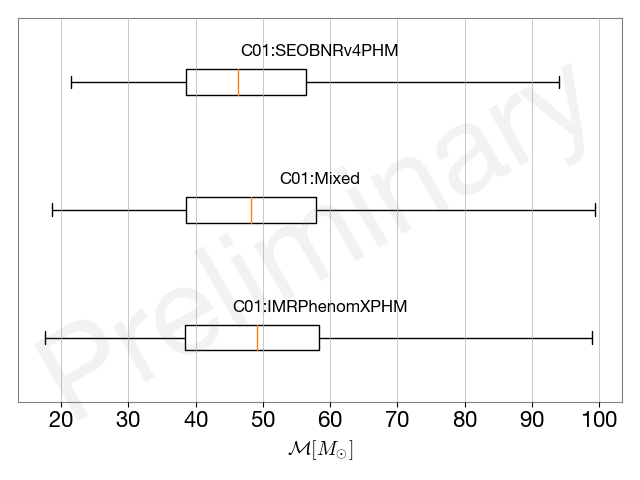 C01:SEOBNRv4PHM
C01:Mixed
C01:IMRPhenomXPHM
Preliminary
20 30 40 50 60 70 80 90 100
ℳ[M⊙]